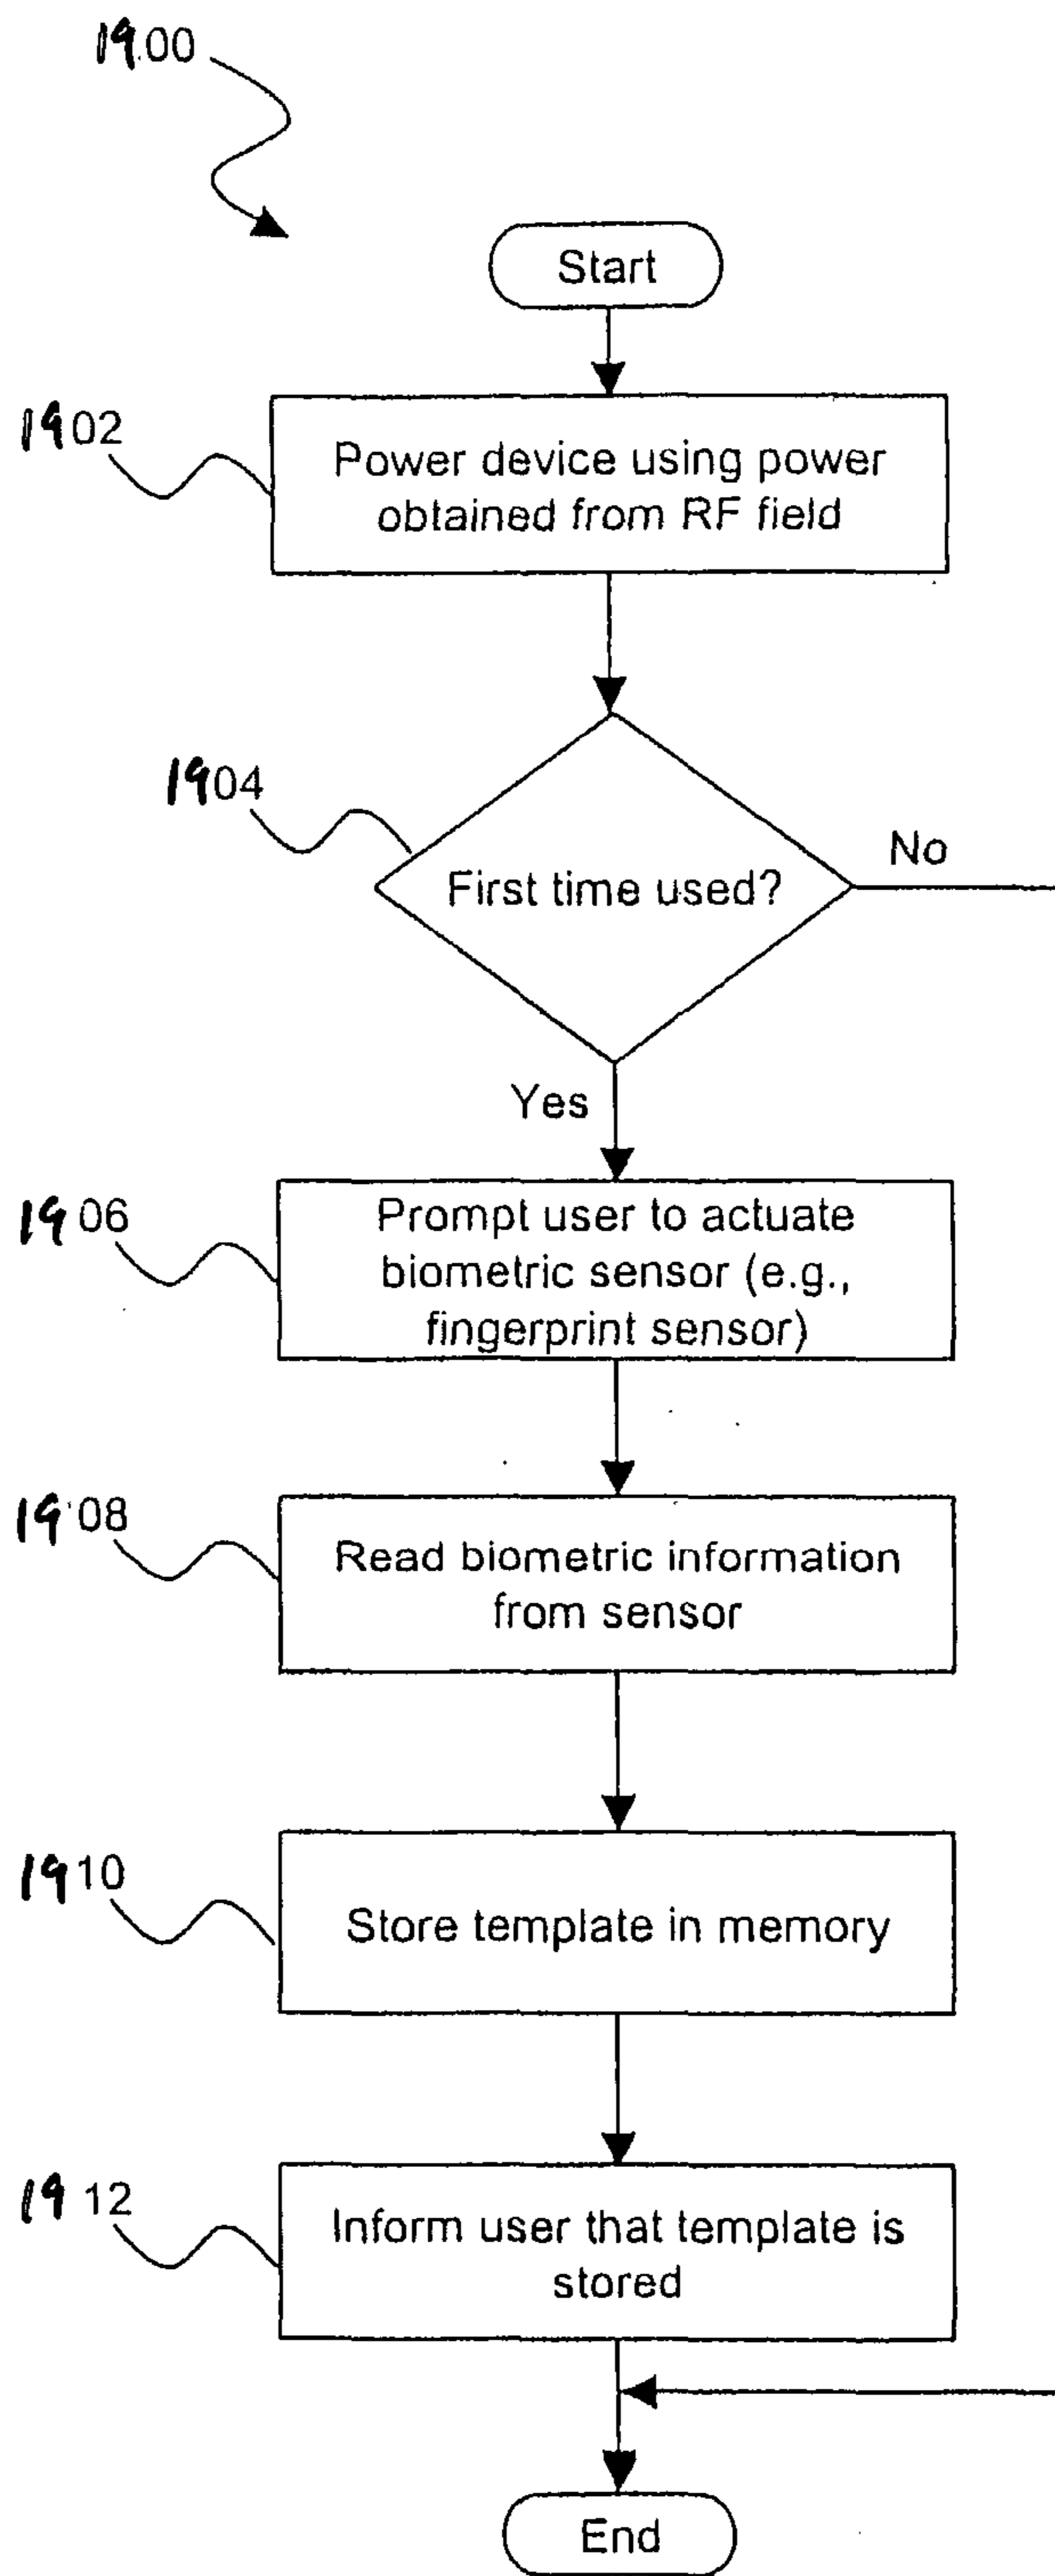 1900
Start
1902
Power device using power
obtained from RF field
1904
First time used?
No
Yes
1906
Prompt user to actuate
biometric sensor (e.g.,
fingerprint sensor)
1908
Read biometric information
from sensor
1910
Store template in memory
1912
Inform user that template is
stored
End